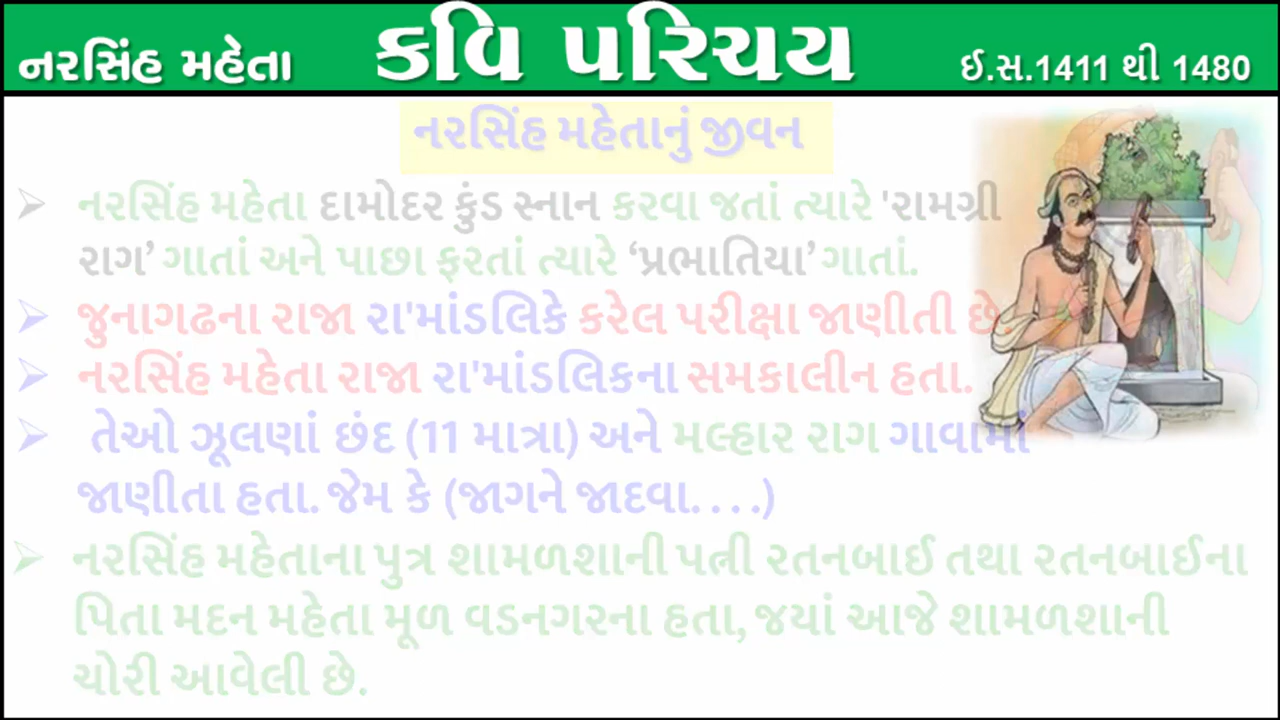 નરસિંહ મહેતા કવિ પરિચય ઈ.સ.1411 થી 1480
નરસિંહ મહેતાનું જીવન
નરસિંહ મહેતા દામોદર કુંડ સ્નાન કરવા જતાં ત્યારે 'રામગ્રી
રાગ’ ગાતાં અને પાછા ફરતાં ત્યારે ‘પ્રભાતિયા’ ગાતાં.
જુનાગઢના રાજા રા'માંડલિકે કરેલ પરીક્ષા જાણીતી છે.
નરસિંહ મહેતા રાજા રા'માંડલિકના સમકાલીન હતા.
તેઓ ઝૂલણાં છંદ (11 માત્રા) અને મલ્હાર રાગ ગાવામાં
જાણીતા હતા. જેમ કે (જાગને જાદવા. . . .)
નરસિંહ મહેતાના પુત્ર શામળશાની પત્ની રતનબાઈ તથા રતનબાઈના
પિતા મદન મહેતા મૂળ વડનગરના હતા, જયાં આજે શામળશાની
ચોરી આવેલી છે.